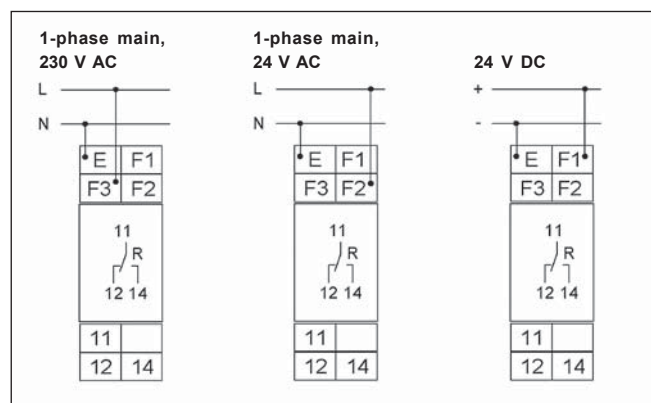 1-phase main,
230 V AC
L
N
E F1
F3 F2
11
R
12 14
11
12 14
1-phase main,
24 V AC
L
N
E F1
F3 F2
11
R
12 14
11
12 14
24 V DC
+
-
E F1
F3 F2
11
R
12 14
11
12 14